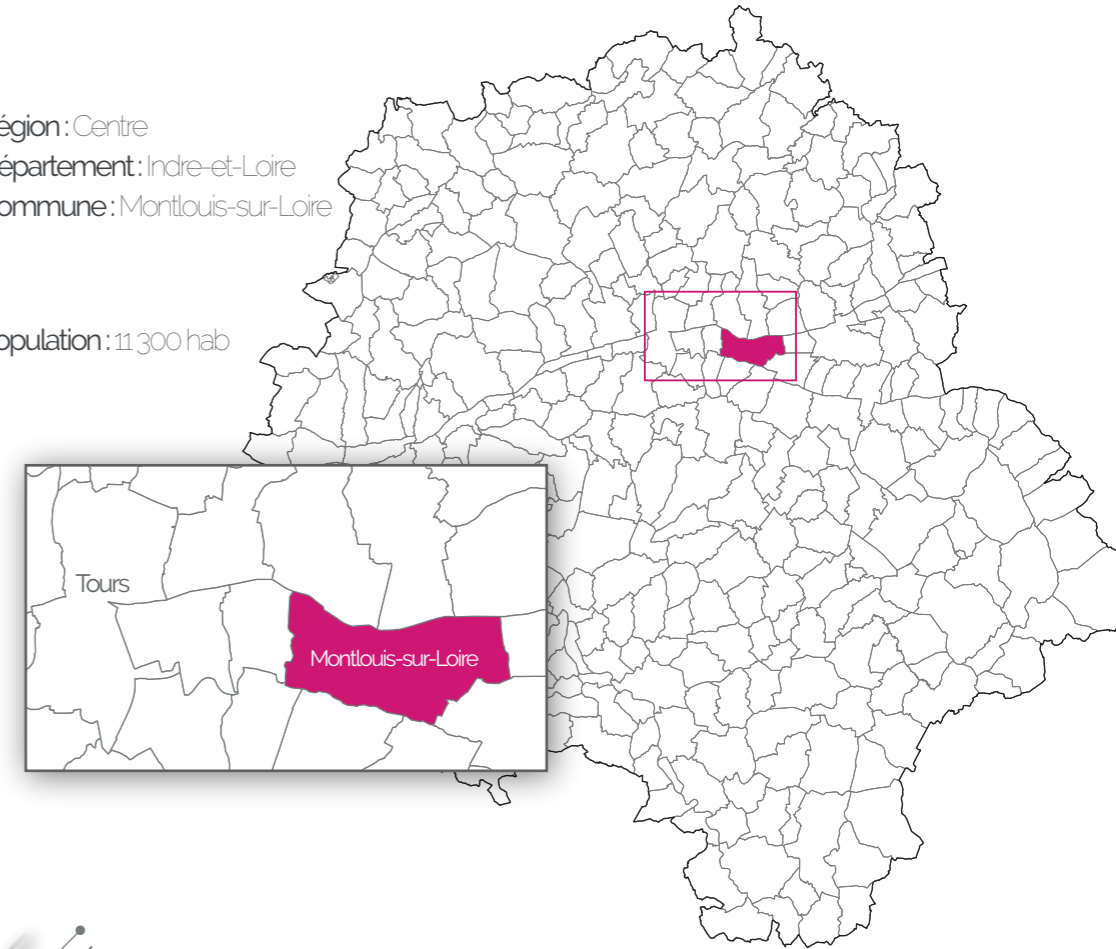 égion : Centre
épartement : Indre-et-Loire
ommune : Montlouis-sur-Loire
opulation : 11 300 hab
Tours
Montlouis-sur-Loire